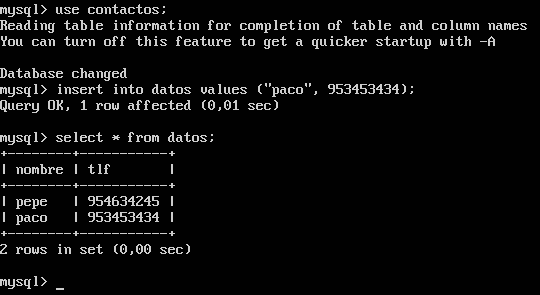 mysql> use contactos;
Reading table information for completion of table and column names
You can turn off this feature to get a quicker startup with -A
Database changed
mysql> insert into datos values ("paco", 953453434);
Query OK, 1 row affected (0,01 sec)
mysql> select * from datos;
+--------+-----------+
| nombre | tlf       |
+--------+-----------+
| pepe   | 954634245 |
| paco   | 953453434 |
+--------+-----------+
2 rows in set (0,00 sec)
mysql> _